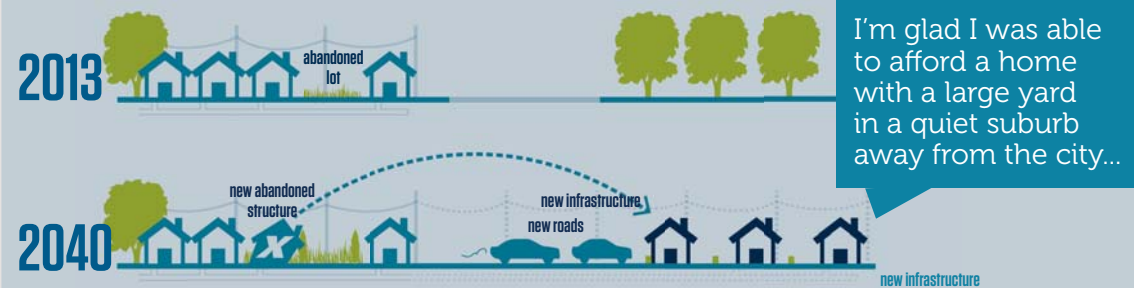 2013
abandoned
lot
I'm glad I was able
to afford a home
with a large yard
in a quiet suburb
away from the city...
2040
new abandoned
structure
X
new infrastructure
new roads
new infrastructure